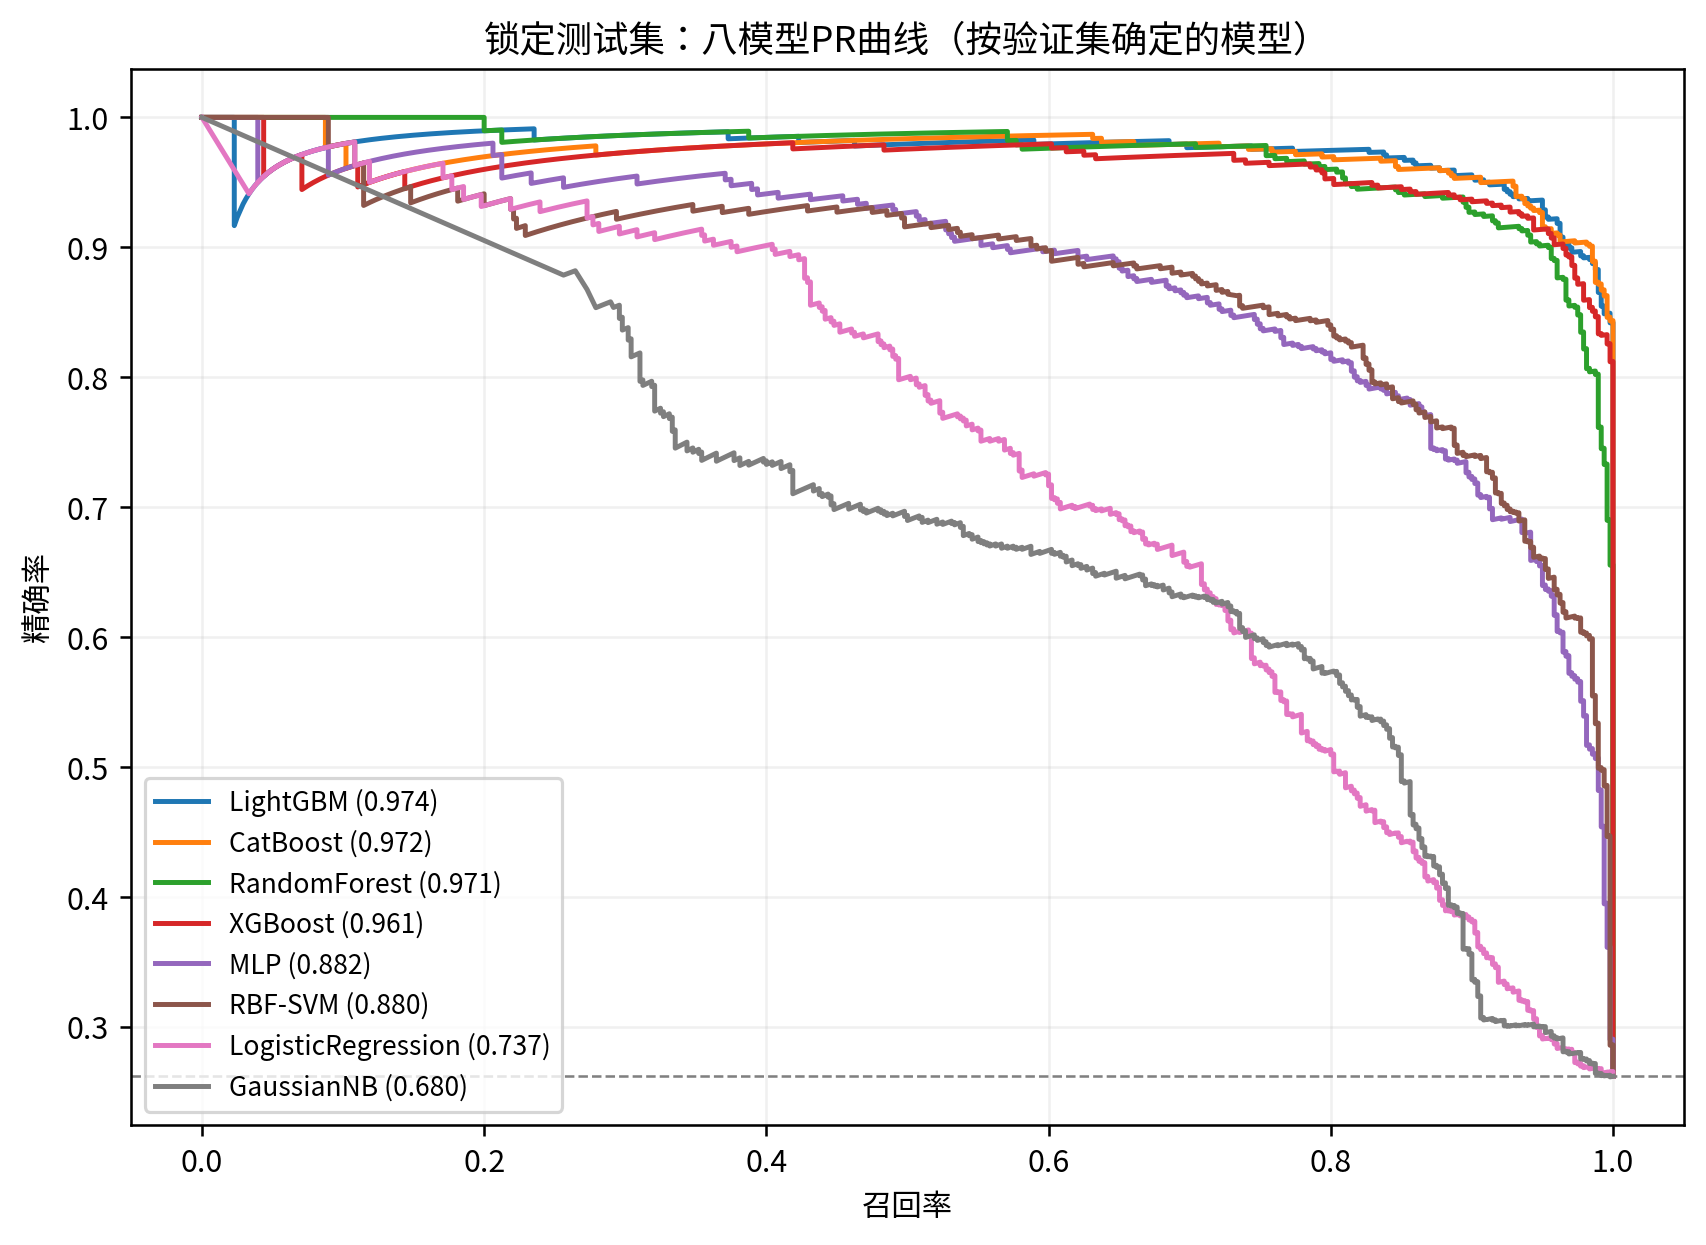 锁定测试集：八模型PR曲线（按验证集确定的模型）
1.0
0.9
0.8
0.7
0.6
0.5
0.4
0.3
精确率
LightGBM (0.974)
CatBoost (0.972)
RandomForest (0.971)
XGBoost (0.961)
MLP (0.882)
RBF-SVM (0.880)
LogisticRegression (0.737)
GaussianNB (0.680)
0.0 0.2 0.4 0.6 0.8 1.0
召回率